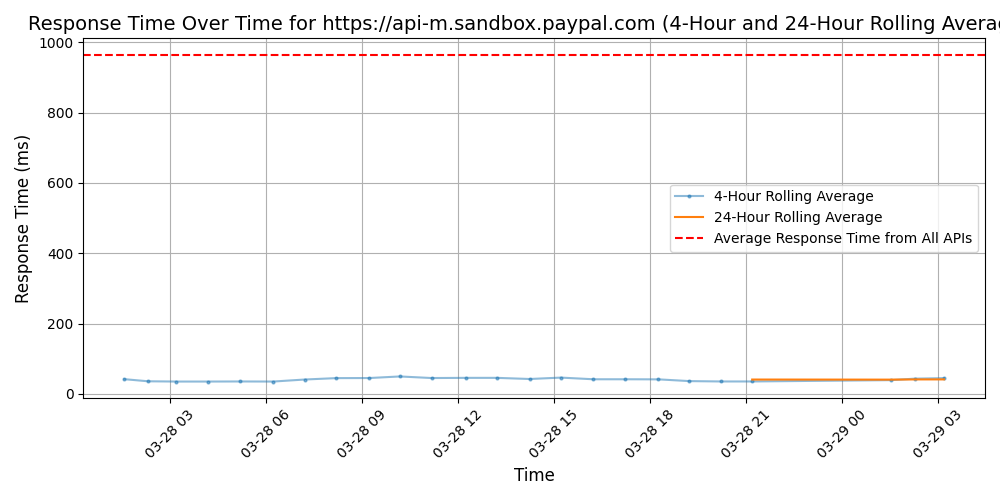 Response Time Over Time for https://api-m.sandbox.paypal.com (4-Hour and 24-Hour Rolling Avera
1000
800
600
400
200
0
Response Time (ms)
4-Hour Rolling Average
24-Hour Rolling Average
Average Response Time from All APIs
03-28 03
03-28 06
03-28 09
03-28 12
03-28 15
03-28 18
03-28 21
03-29 00
03-29 03
Time